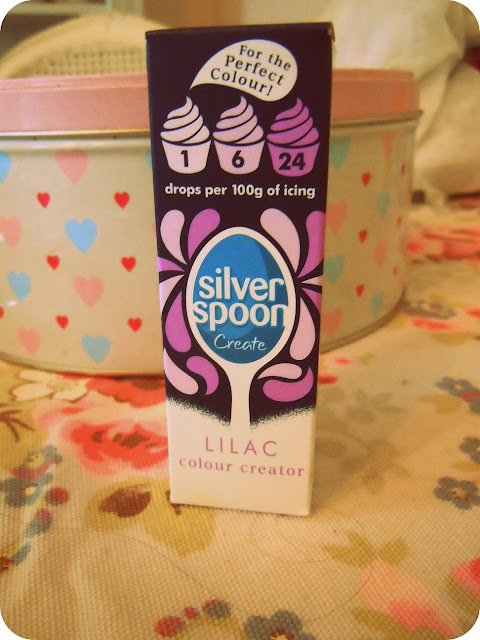 For the
Perfect
Colour!
1 6 24
drops per 100g of icing
silver
spoon
Create
LILAC
colour creator